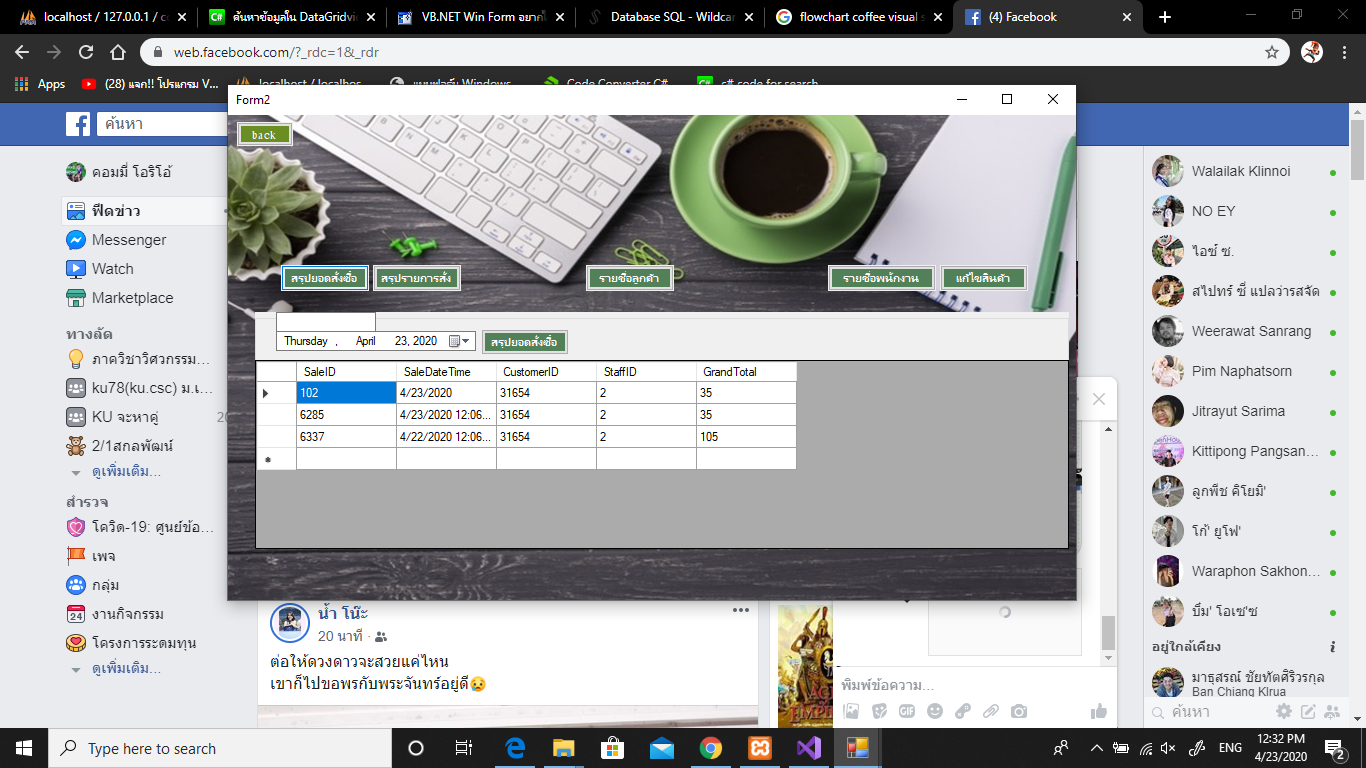 localhost / 127.0.0.1 / c
ค้นหาข้อมูลใน DataGridvi
VB.NET Win Form อยากใ
Database SQL - Wildcar
flowchart coffee visual s
(4) Facebook
web.facebook.com/?_rdc=1&_rdr
Apps
(28) แจก!! โปรแกรม V...
localhost / localhos
แบบฟอร์ม Windows
Code Converter C#
c# code for search
Form2
back
สรุปยอดสั่งซื่อ
สรุปรายการสั่ง
รายชื่อลูกค้า
รายชื่อพนักงาน
แก้ไขสินค้า
Thursday , April 23, 2020
สรุปยอดสั่งซื่อ
SaleID SaleDateTime CustomerID StaffID GrandTotal
102 4/23/2020 31654 2 35
6285 4/23/2020 12:06... 31654 2 35
6337 4/22/2020 12:06... 31654 2 105
ค้นหา
คอมมี่ โอริโอ้
ฟีดข่าว
Messenger
Watch
Marketplace
ทางลัด
ภาควิชาวิศวกรรม...
ku78(ku.csc) ม.เ...
KU จะหาคู่
2/1สกลพัฒน์
ดูเพิ่มเติม...
สำรวจ
โควิด-19: ศูนย์ข้อ...
เพจ
กลุ่ม
24
งานกิจกรรม
โครงการระดมทุน
ดูเพิ่มเติม...
น้ำ โน๊ะ
20 นาที ·
ต่อให้ดวงดาวจะสวยแค่ไหน
เขาก็ไปขอพรกับพระจันทร์อยู่ดี😥
พิมพ์ข้อความ...
GIF
Walailak Klinnoi
NO EY
ไอซ์ ซ.
สไปทร์ ซี่ แปลว่ารสจัด
Weerawat Sanrang
Pim Naphatsorn
Jitrayut Sarima
Kittipong Pangsan...
ลูกพีช คิโยมิ'
โก้' ยูโฟ'
Waraphon Sakhon...
บึ๋ม' โอเช'ซ
อยู่ใกล้เคียง
มาธุสรณ์ ชัยทัตศิริวรกุล
Ban Chiang Klrua
ค้นหา
Type here to search
ENG
12:32 PM
4/23/2020
2